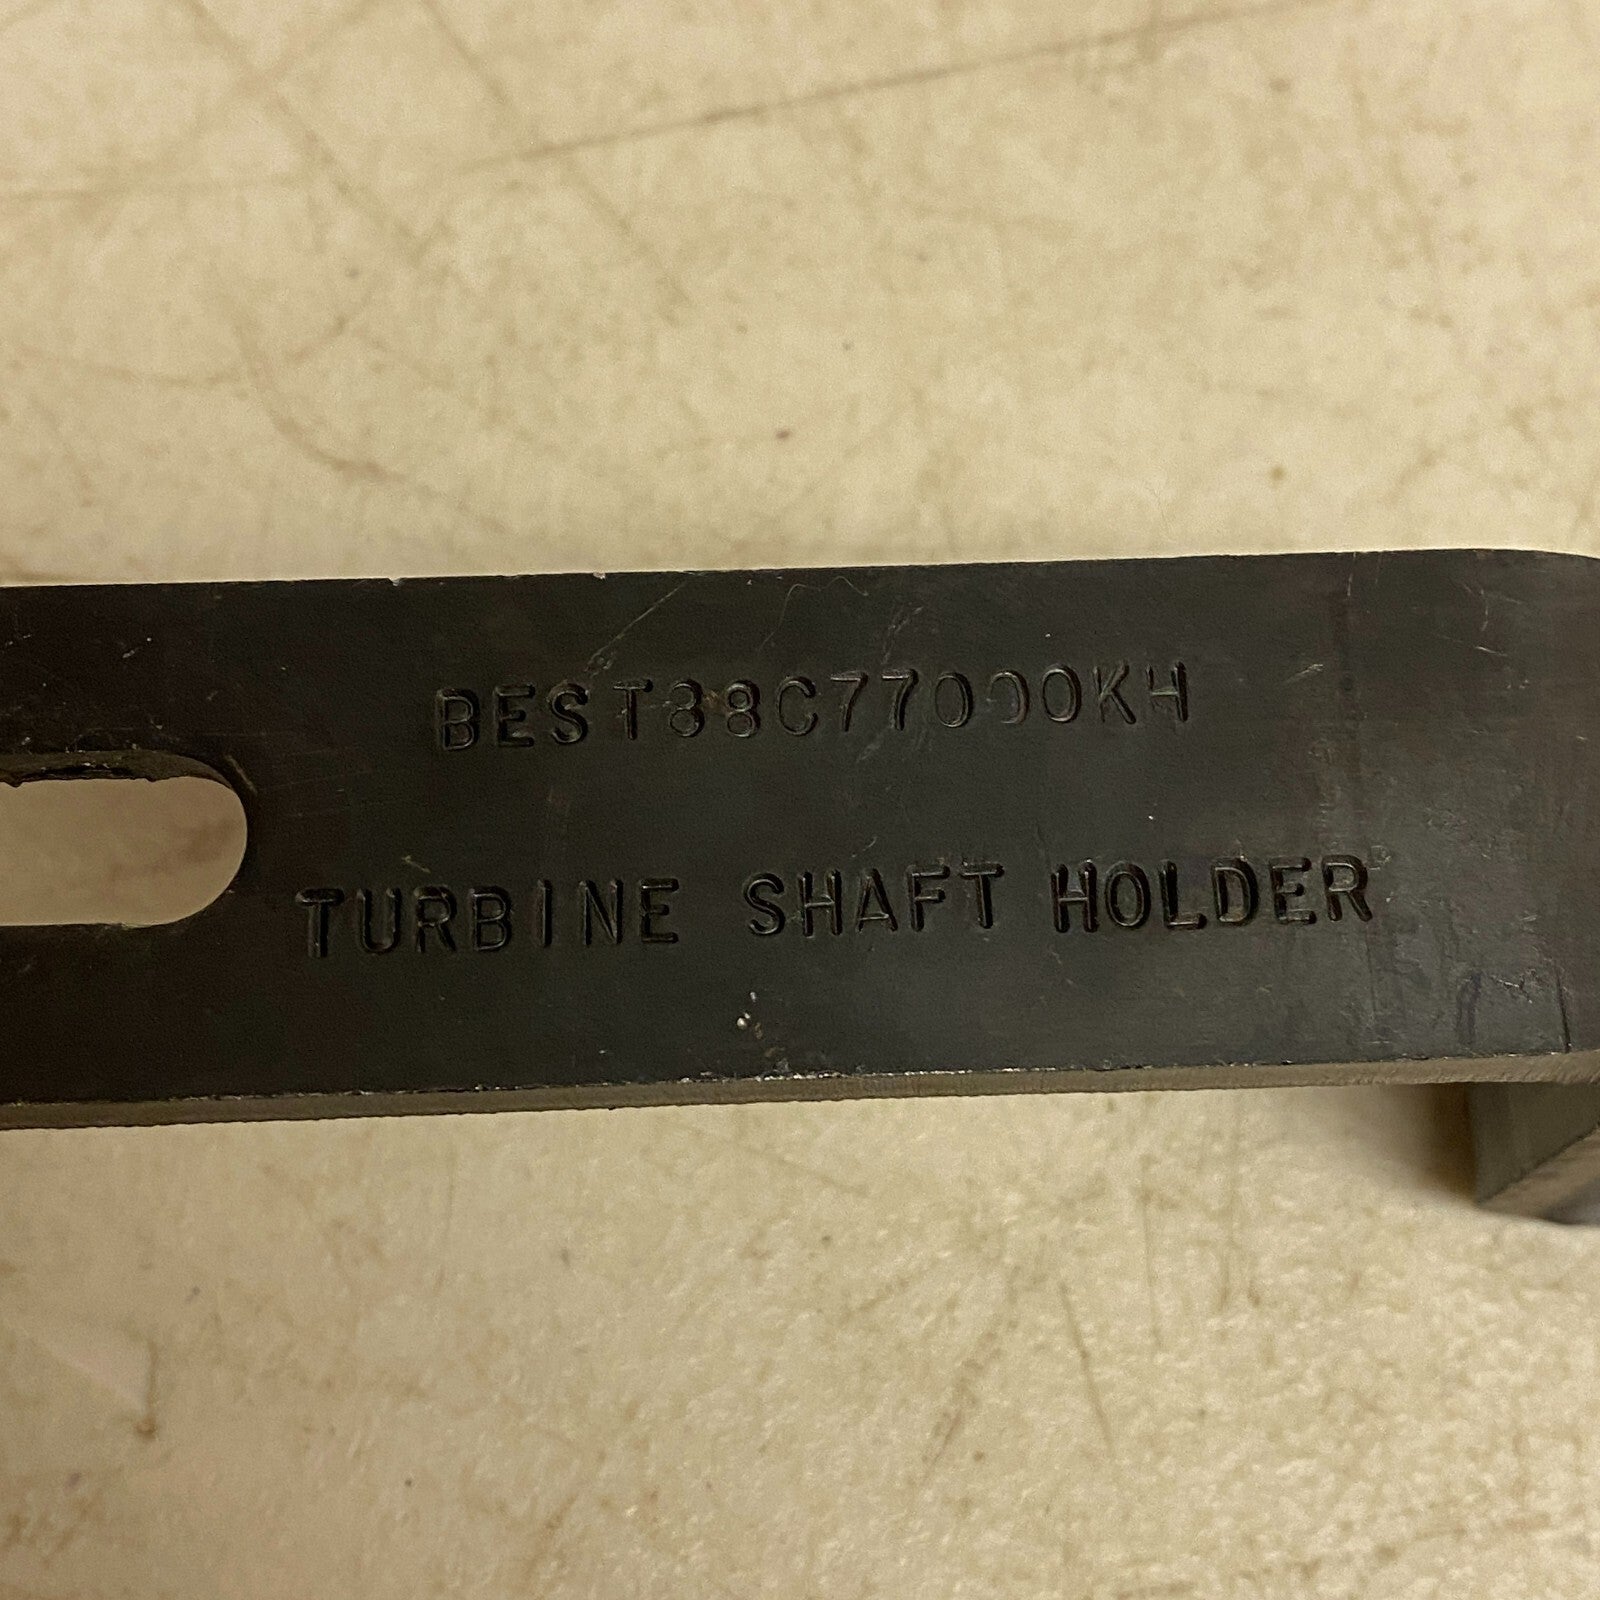 BEST88C77000KH
TURBINE SHAFT HOLDER